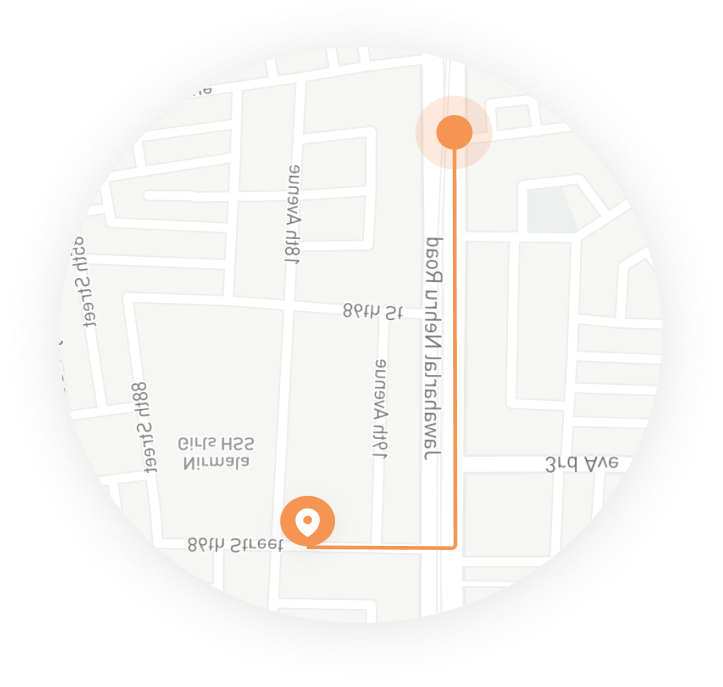 18th Avenue
Jawaharlal Nehru Road
Street
86th St
19th Avenue
88th Street
Nirmala
Girls HSS
3rd Ave
86th Street